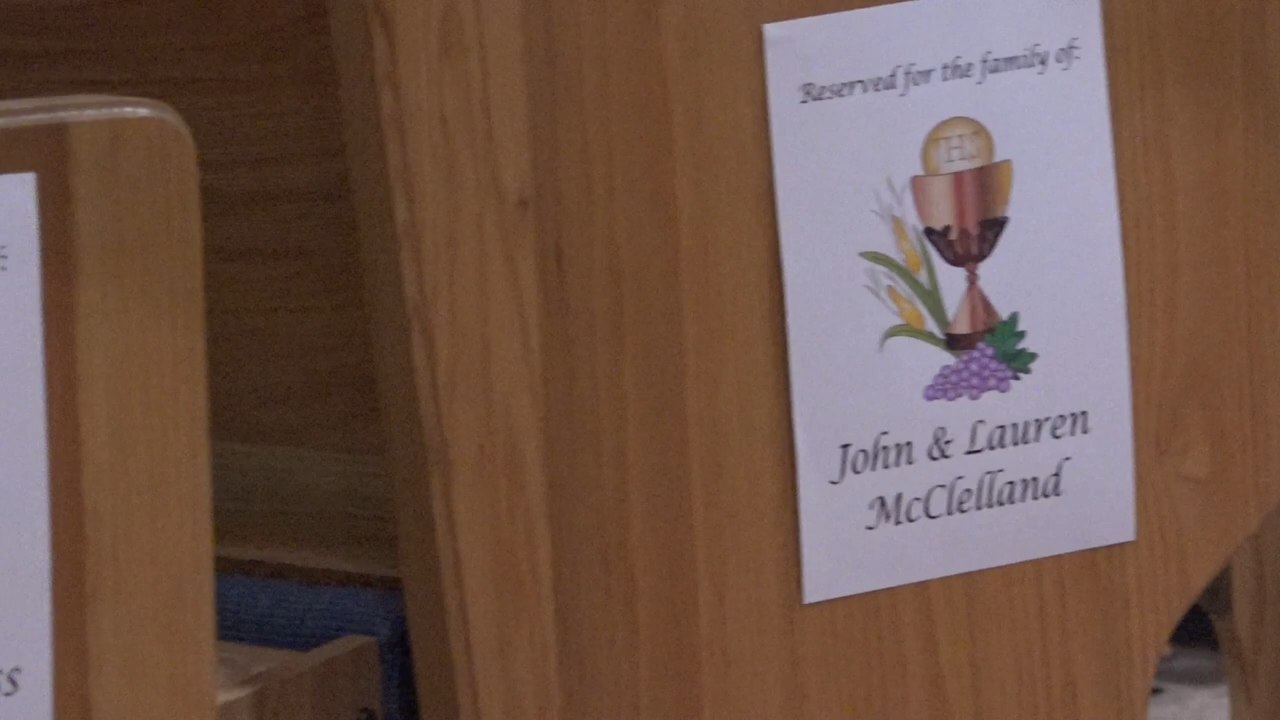 Reserved for the family of:
IHS
John & Lauren
McClelland